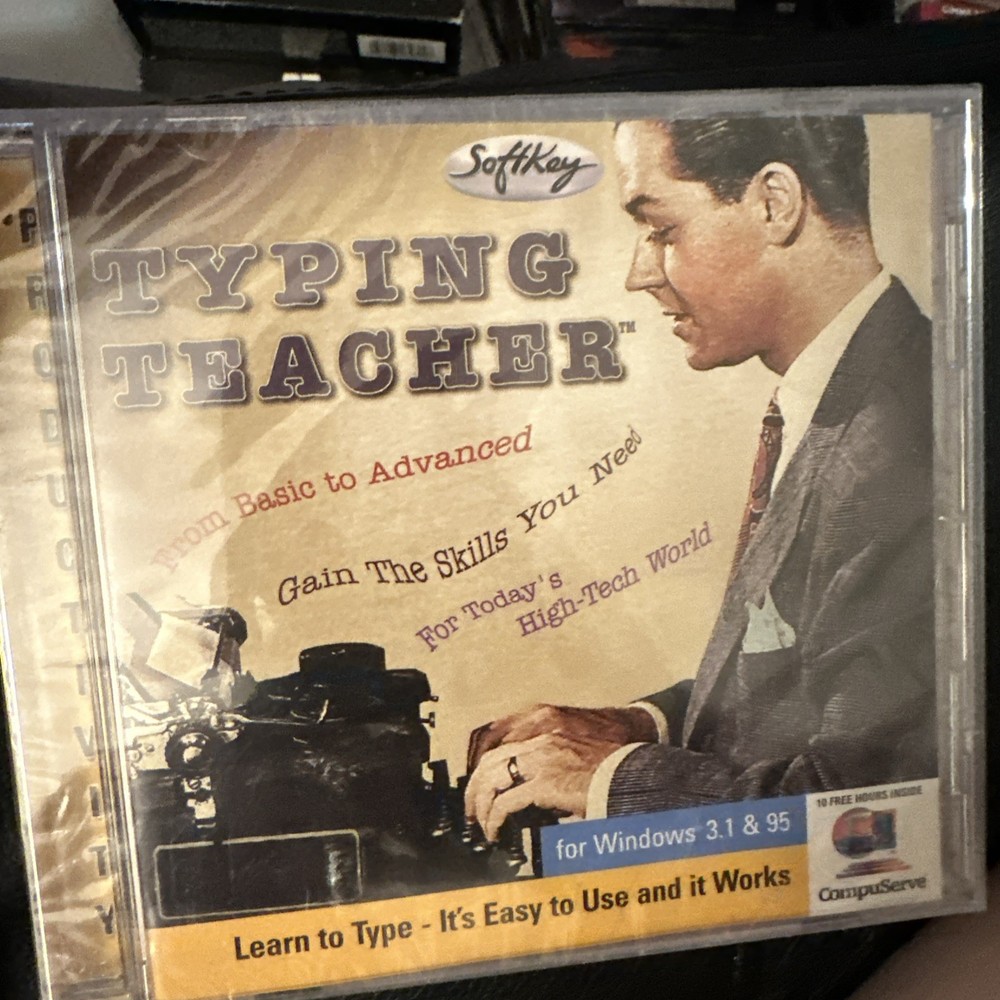 SoftKey
TYPING
TEACHER™
From Basic to Advanced
Gain The Skills You Need
For Today's
High-Tech World
PRODUCTIVITY
10 FREE HOURS INSIDE
CompuServe
for Windows 3.1 & 95
Learn to Type - It's Easy to Use and it Works